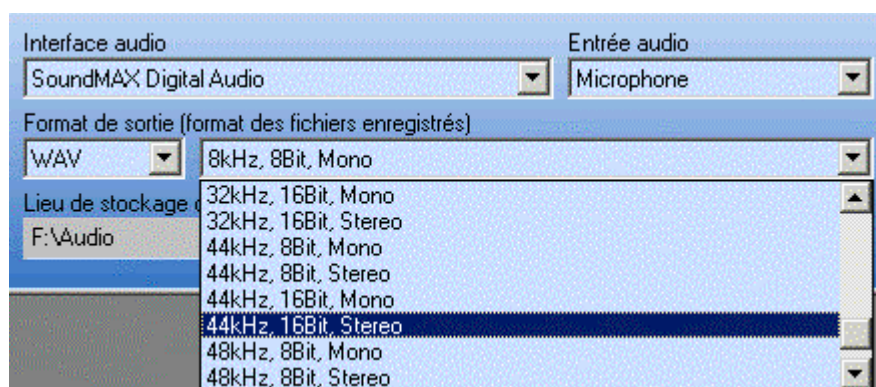 Interface audio Entrée audio
SoundMAX Digital Audio Microphone
Format de sortie (format des fichiers enregistrés)
WAV 8kHz, 8Bit, Mono
32kHz, 16Bit, Mono
Lieu de stockage
32kHz, 16Bit, Stereo
F:\Audio
44kHz, 8Bit, Mono
44kHz, 8Bit, Stereo
44kHz, 16Bit, Mono
44kHz, 16Bit, Stereo
48kHz, 8Bit, Mono
48kHz, 8Bit, Stereo